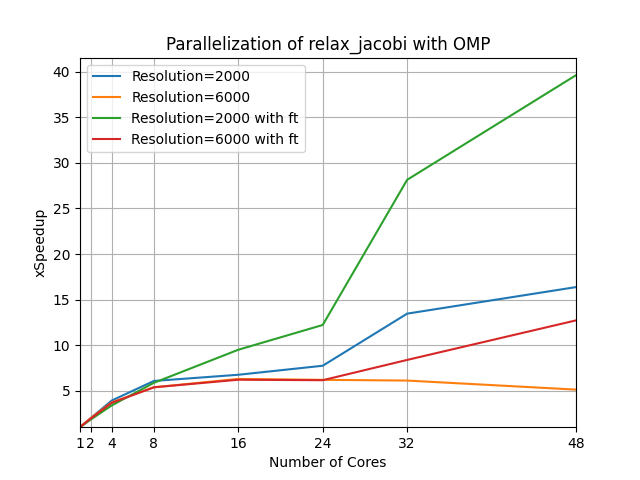 Parallelization of relax_jacobi with OMP
Resolution=2000
Resolution=6000
Resolution=2000 with ft
Resolution=6000 with ft
xSpeedup
40
35
30
25
20
15
10
5
1 2 4 8 16 24 32 48
Number of Cores